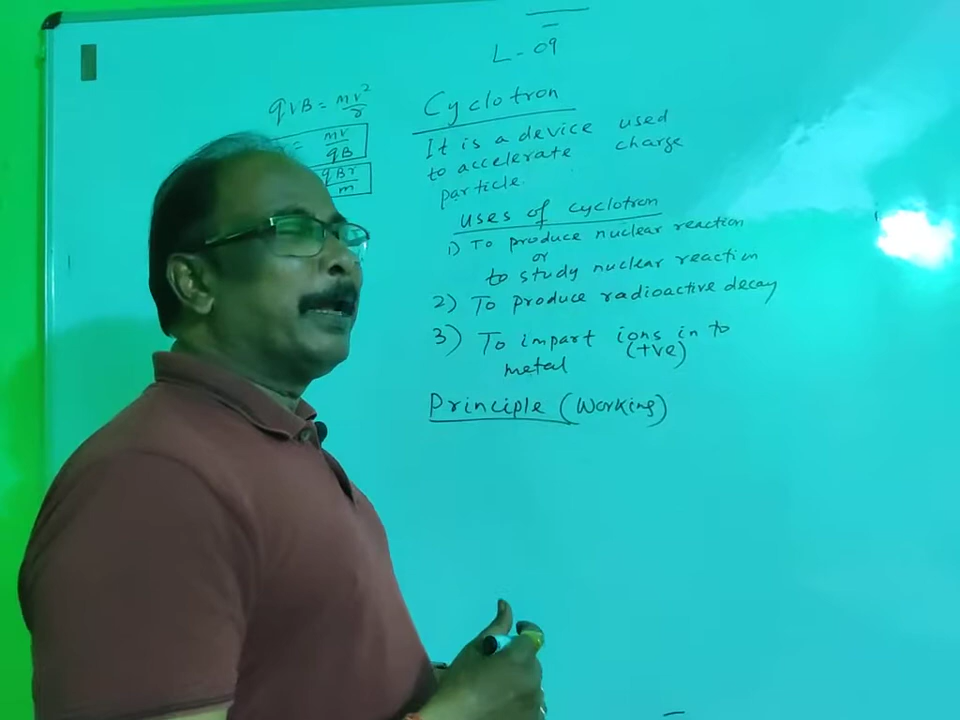 L - 09
qVB = mv²/r
= mv/qB
qBr/m
Cyclotron
It is a device used
to accelerate charge
particle.
uses of cyclotron
1) To produce nuclear reaction
or
to study nuclear reaction
2) To produce radioactive decay
3) To impart ions in to
(+ve)
metal
Principle (Working)